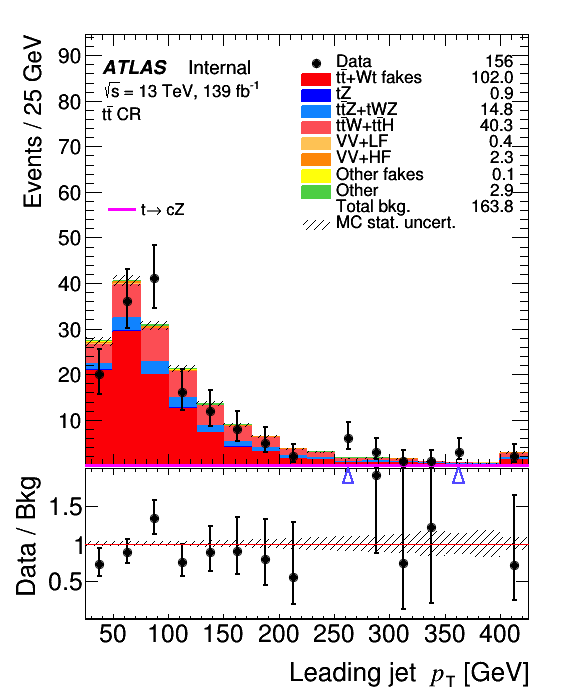 Events / 25 GeV
90
80
70
60
50
40
30
20
10
ATLAS Internal
√s = 13 TeV, 139 fb⁻¹
tt̄ CR
t→ cZ
Data 156
tt̄+Wt fakes 102.0
tZ 0.9
tt̄Z+tWZ 14.8
tt̄W+tt̄H 40.3
VV+LF 0.4
VV+HF 2.3
Other fakes 0.1
Other 2.9
Total bkg. 163.8
MC stat. uncert.
Data / Bkg
1.5
1
0.5
50 100 150 200 250 300 350 400
Leading jet p_T [GeV]